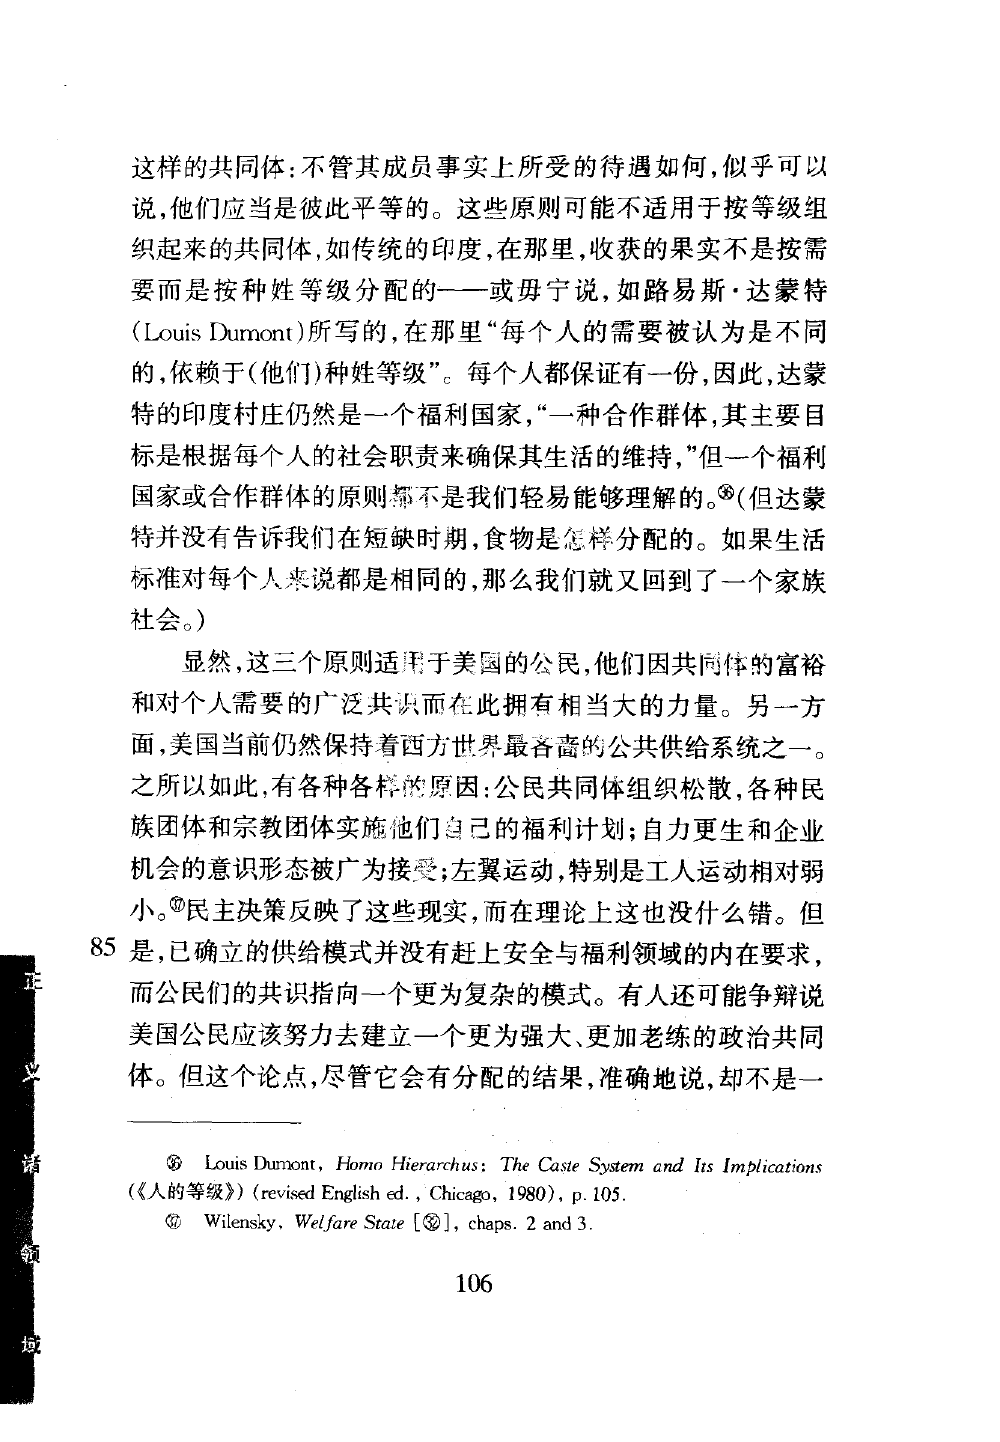 这样的共同体:不管其成员事实上所受的待遇如何,似乎可以
说,他们应当是彼此平等的。这些原则可能不适用于按等级组
织起来的共同体,如传统的印度,在那里,收获的果实不是按需
要而是按种姓等级分配的——或毋宁说,如路易斯·达蒙特
(Louis Dumont)所写的,在那里“每个人的需要被认为是不同
的,依赖于(他们)种姓等级”。每个人都保证有一份,因此,达蒙
特的印度村庄仍然是一个福利国家,“一种合作群体,其主要目
标是根据每个人的社会职责来确保其生活的维持,”但一个福利
国家或合作群体的原则都不是我们轻易能够理解的。㊱(但达蒙
特并没有告诉我们在短缺时期,食物是怎样分配的。如果生活
标准对每个人来说都是相同的,那么我们就又回到了一个家族
社会。)
显然,这三个原则适用于美国的公民,他们因共同体的富裕
和对个人需要的广泛共识而在此拥有相当大的力量。另一方
面,美国当前仍然保持着西方世界最吝啬的公共供给系统之一。
之所以如此,有各种各样的原因:公民共同体组织松散,各种民
族团体和宗教团体实施他们自己的福利计划;自力更生和企业
机会的意识形态被广为接受;左翼运动,特别是工人运动相对弱
小。㊲民主决策反映了这些现实,而在理论上这也没什么错。但
85 是,已确立的供给模式并没有赶上安全与福利领域的内在要求,
而公民们的共识指向一个更为复杂的模式。有人还可能争辩说
美国公民应该努力去建立一个更为强大、更加老练的政治共同
体。但这个论点,尽管它会有分配的结果,准确地说,却不是一
㊱ Louis Dumont, Homo Hierarchus: The Caste System and Its Implications
(《人的等级》) (revised English ed., Chicago, 1980), p. 105.
㊲ Wilensky, Welfare State [㉜], chaps. 2 and 3.
106
正
义
诸
领
域